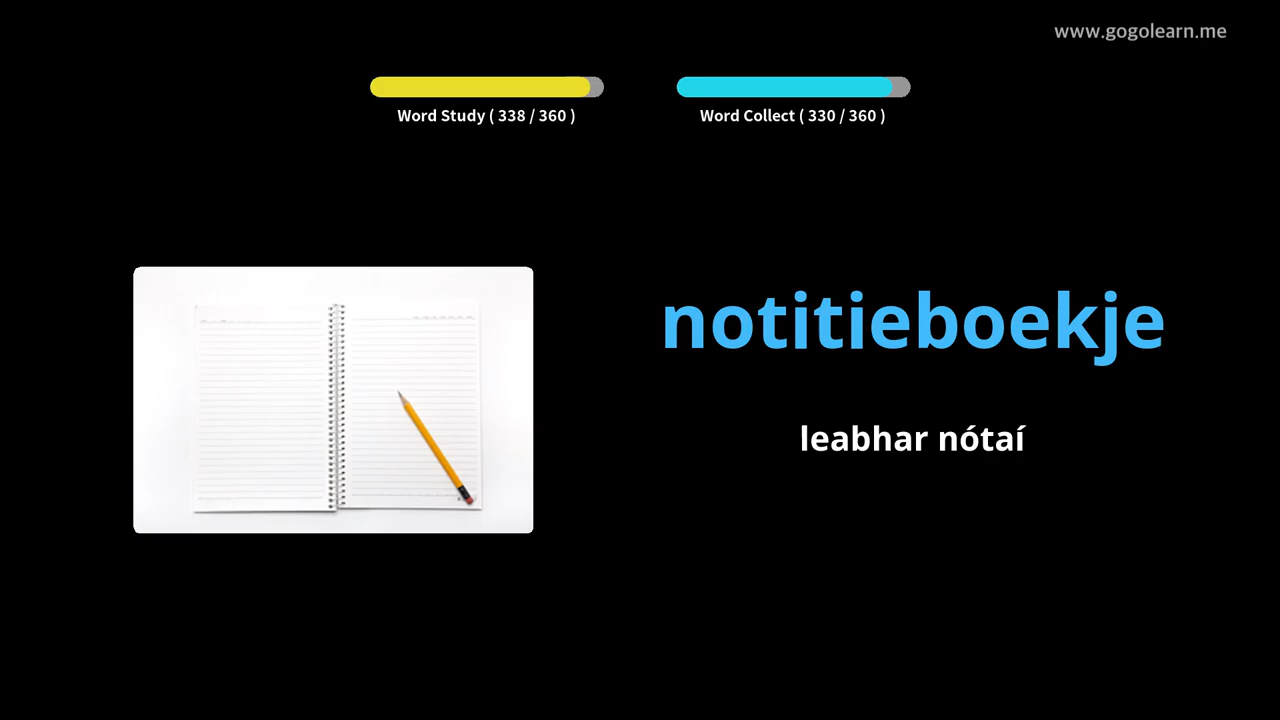 www.gogolearn.me
Word Study ( 338 / 360 )
Word Collect ( 330 / 360 )
notitieboekje
leabhar nótaí